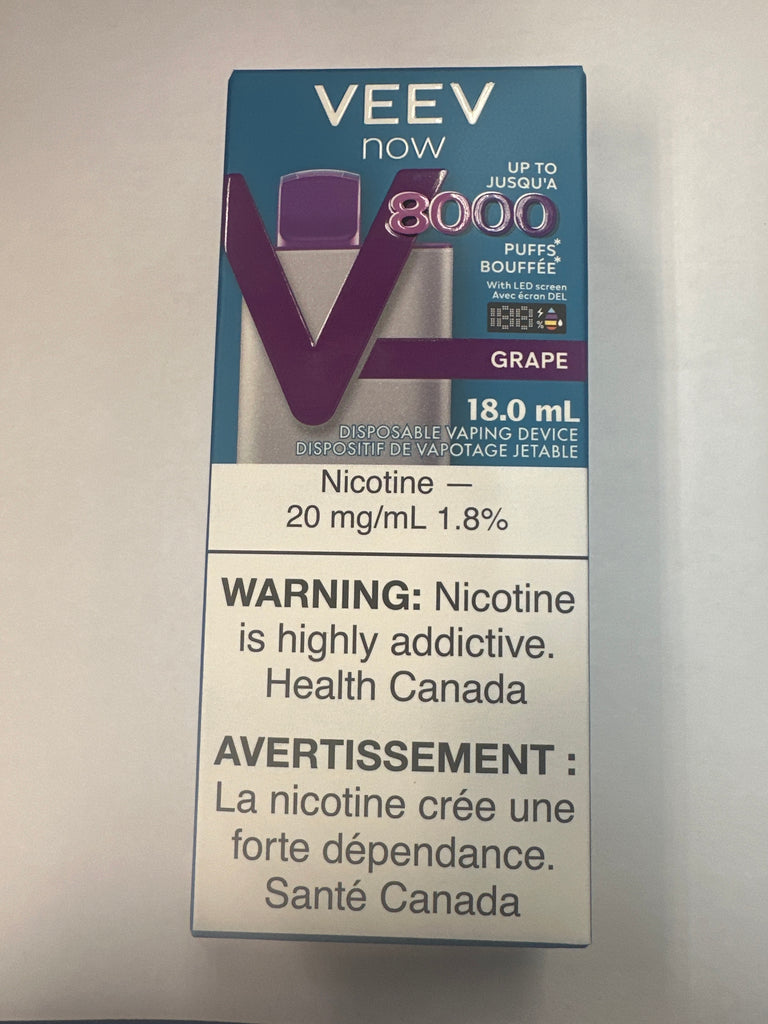 VEEV
now
UP TO
JUSQU'A
8000
PUFFS*
BOUFFÉE*
With LED screen
Avec écran DEL
188 %
GRAPE
18.0 mL
DISPOSABLE VAPING DEVICE
DISPOSITIF DE VAPOTAGE JETABLE
Nicotine —
20 mg/mL 1.8%
WARNING: Nicotine
is highly addictive.
Health Canada
AVERTISSEMENT :
La nicotine crée une
forte dépendance.
Santé Canada